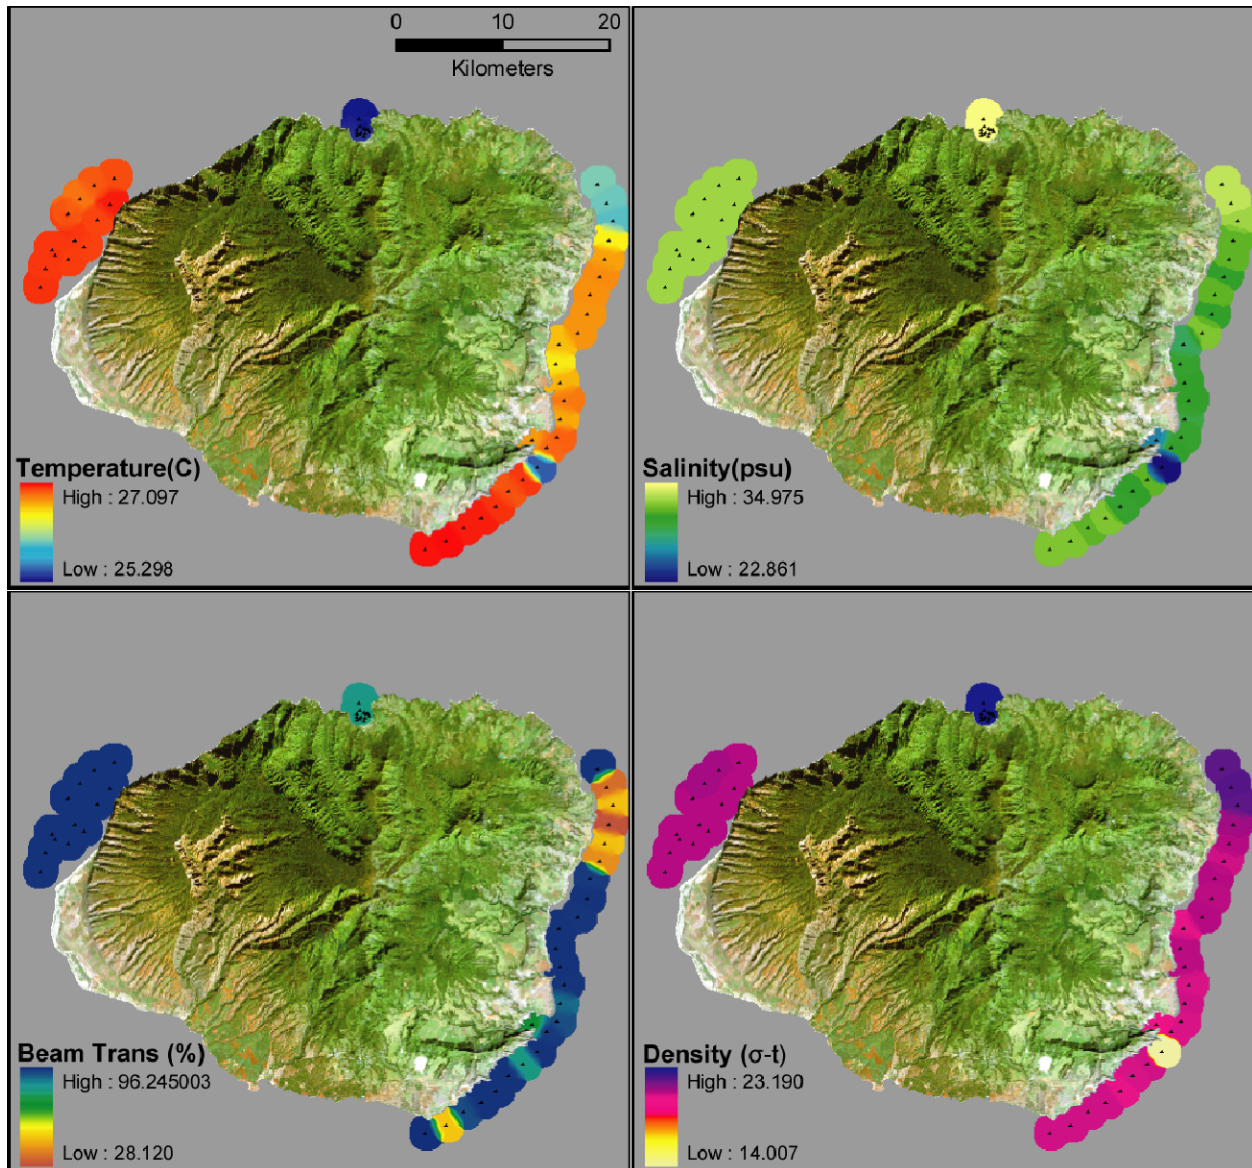 0 10 20
Kilometers
Temperature(C)
High : 27.097
Low : 25.298
Salinity(psu)
High : 34.975
Low : 22.861
Beam Trans (%)
High : 96.245003
Low : 28.120
Density (σ-t)
High : 23.190
Low : 14.007